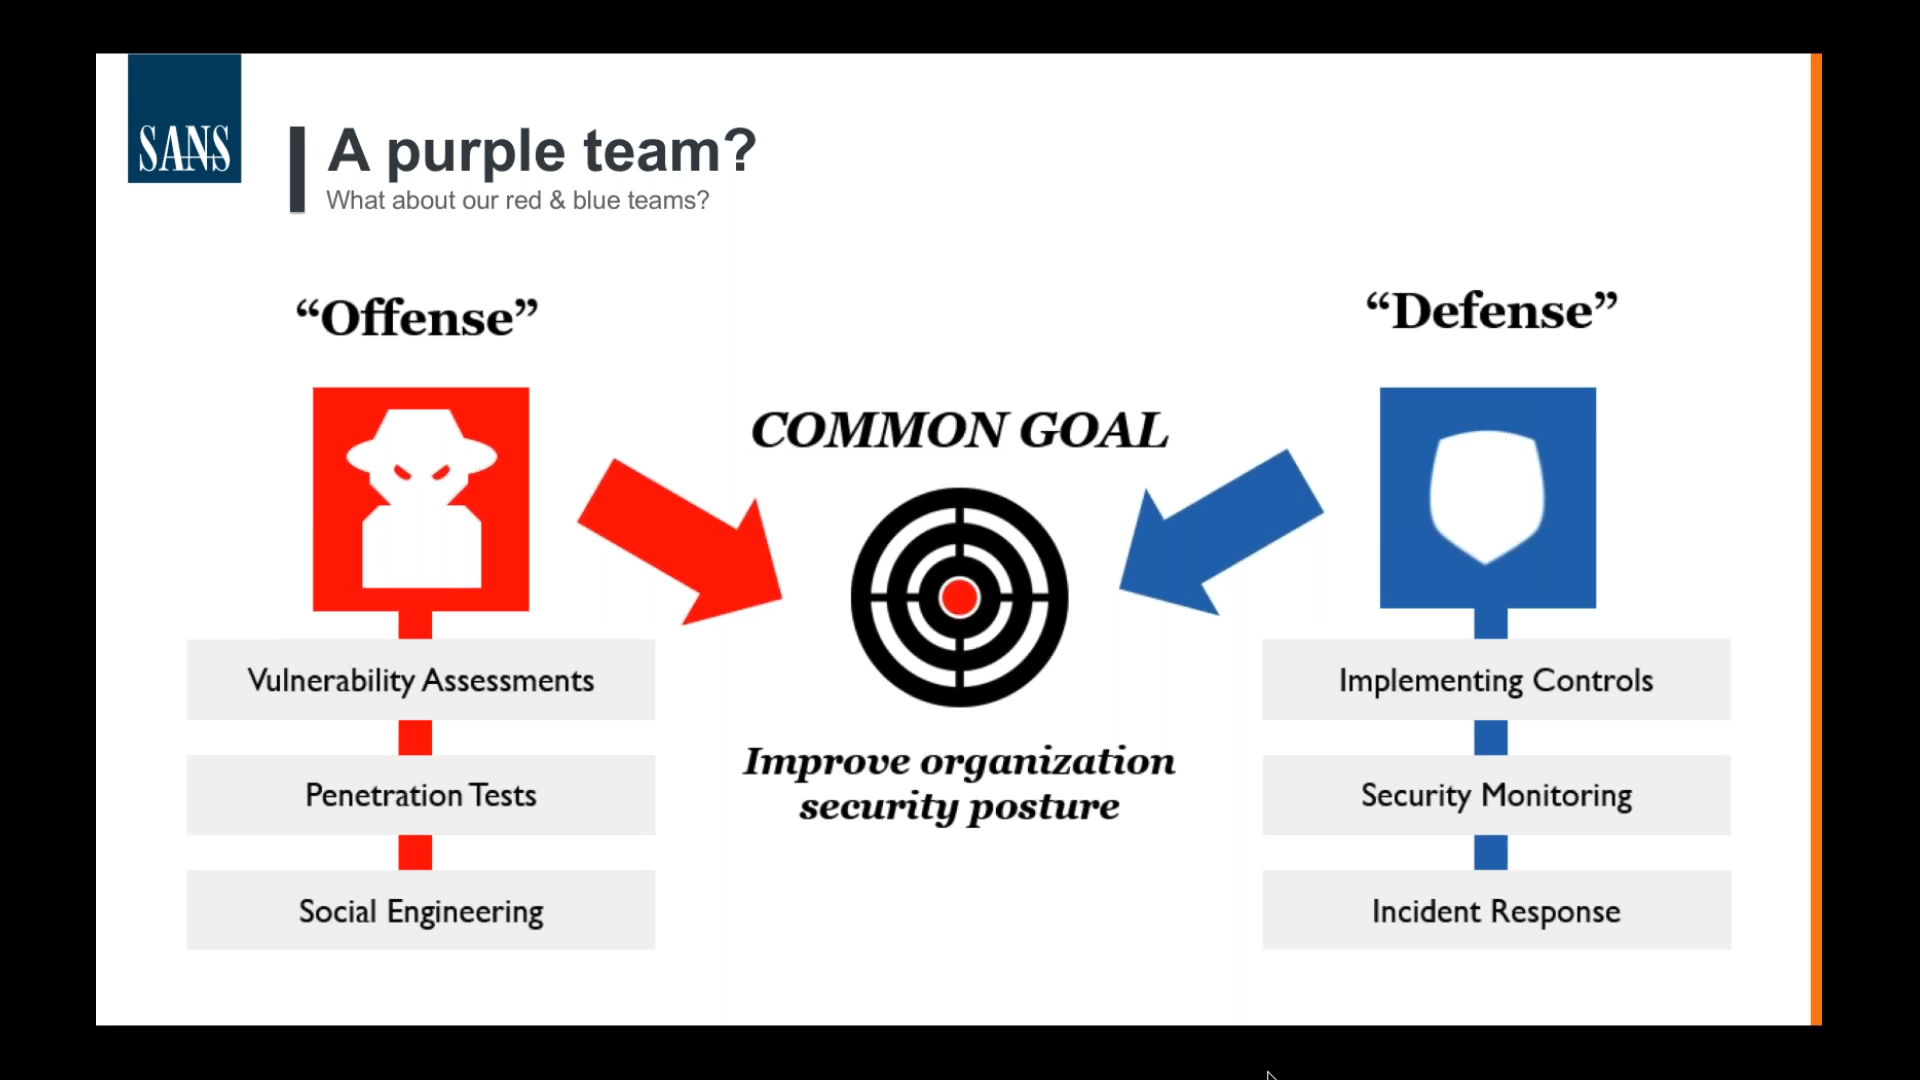 SANS
A purple team?
What about our red & blue teams?
“Offense”
“Defense”
COMMON GOAL
Vulnerability Assessments
Penetration Tests
Social Engineering
Improve organization
security posture
Implementing Controls
Security Monitoring
Incident Response